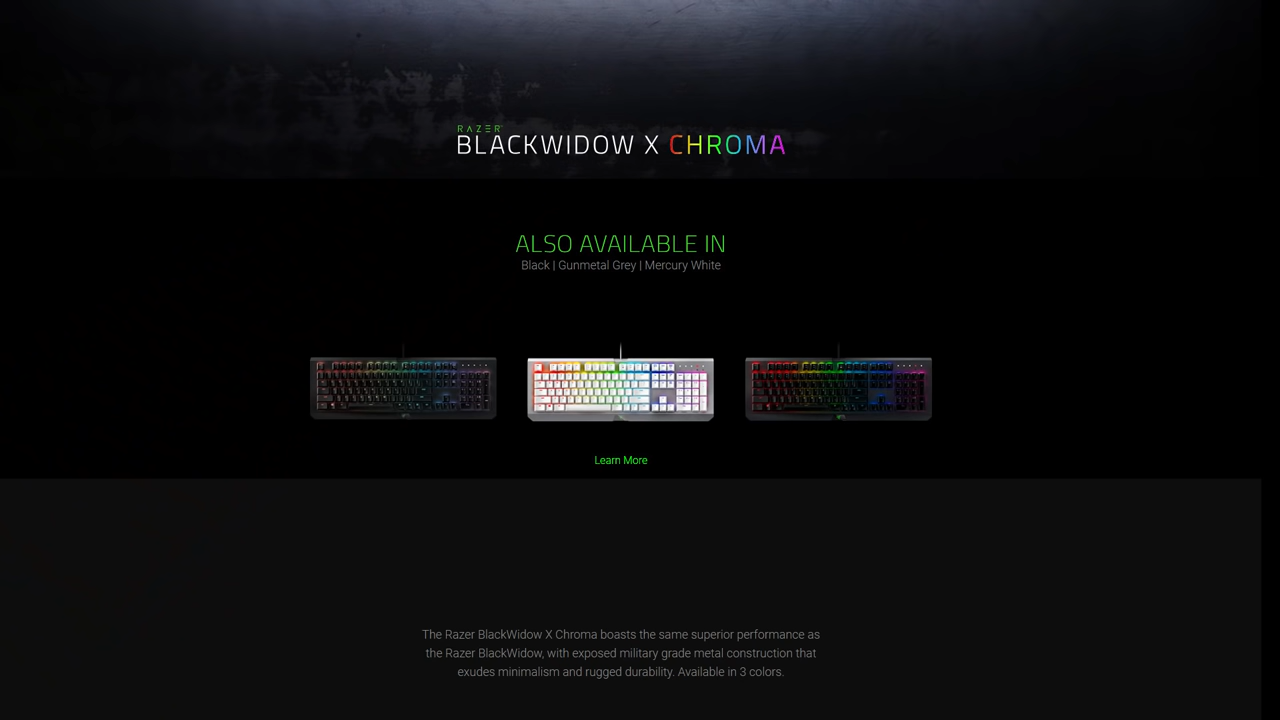 RAZER
BLACKWIDOW X CHROMA
ALSO AVAILABLE IN
Black | Gunmetal Grey | Mercury White
Learn More
The Razer BlackWidow X Chroma boasts the same superior performance as
the Razer BlackWidow, with exposed military grade metal construction that
exudes minimalism and rugged durability. Available in 3 colors.